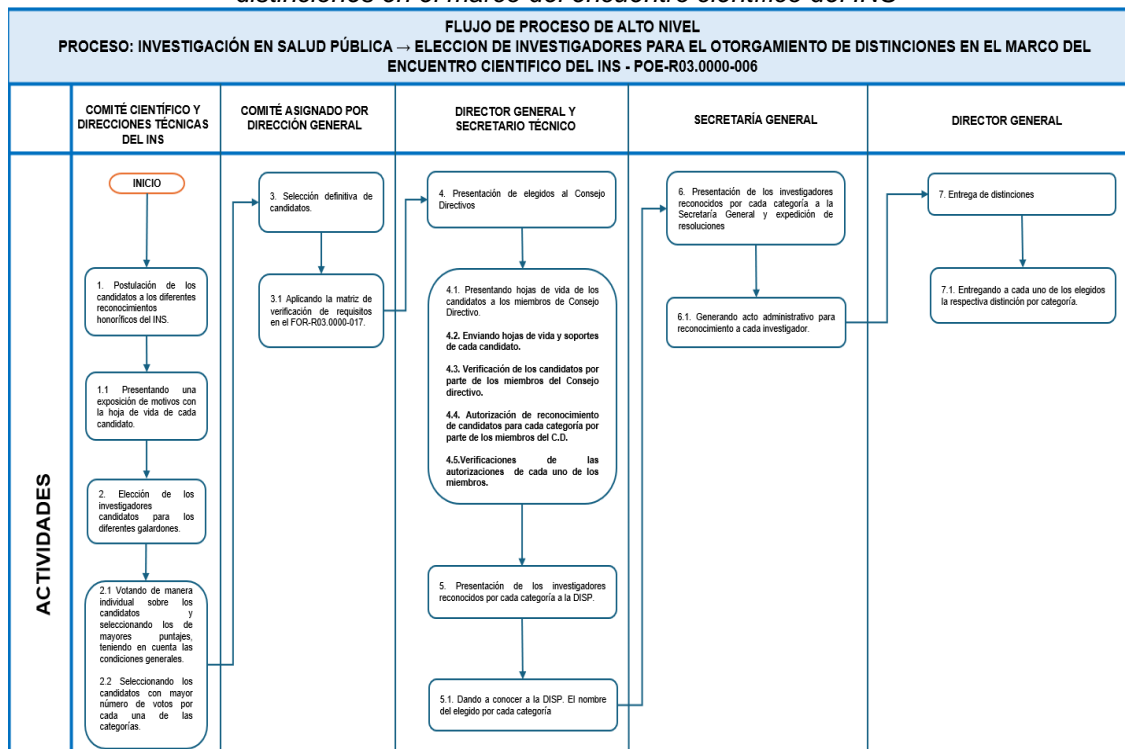 distinciones en el marco del encuentro científico del INS
FLUJO DE PROCESO DE ALTO NIVEL
PROCESO: INVESTIGACIÓN EN SALUD PÚBLICA → ELECCION DE INVESTIGADORES PARA EL OTORGAMIENTO DE DISTINCIONES EN EL MARCO DEL
ENCUENTRO CIENTIFICO DEL INS - POE-R03.0000-006
COMITÉ CIENTÍFICO Y
DIRECCIONES TÉCNICAS
DEL INS
COMITÉ ASIGNADO POR
DIRECCIÓN GENERAL
DIRECTOR GENERAL Y
SECRETARIO TÉCNICO
SECRETARÍA GENERAL
DIRECTOR GENERAL
ACTIVIDADES
INICIO
1. Postulación de los
candidatos a los diferentes
reconocimientos
honoríficos del INS.
1.1 Presentando una
exposición de motivos con
la hoja de vida de cada
candidato.
2. Elección de los
investigadores
candidatos para los
diferentes galardones.
2.1 Votando de manera
individual sobre los
candidatos y
seleccionando los de
mayores puntajes,
teniendo en cuenta las
condiciones generales.
2.2 Seleccionando los
candidatos con mayor
número de votos por
cada una de las
categorías.
3. Selección definitiva de
candidatos.
3.1 Aplicando la matriz de
verificación de requisitos
en el FOR-R03.0000-017.
4. Presentación de elegidos al Consejo
Directivos
4.1. Presentando hojas de vida de los
candidatos a los miembros de Consejo
Directivo.
4.2. Enviando hojas de vida y soportes
de cada candidato.
4.3. Verificación de los candidatos por
parte de los miembros del Consejo
directivo.
4.4. Autorización de reconocimiento
de candidatos para cada categoría por
parte de los miembros del C.D.
4.5.Verificaciones de las
autorizaciones de cada uno de los
miembros.
5. Presentación de los investigadores
reconocidos por cada categoría a la DISP.
5.1. Dando a conocer a la DISP. El nombre
del elegido por cada categoría
6. Presentación de los investigadores
reconocidos por cada categoría a la
Secretaría General y expedición de
resoluciones
6.1. Generando acto administrativo para
reconocimiento a cada investigador.
7. Entrega de distinciones
7.1. Entregando a cada uno de los elegidos
la respectiva distinción por categoría.